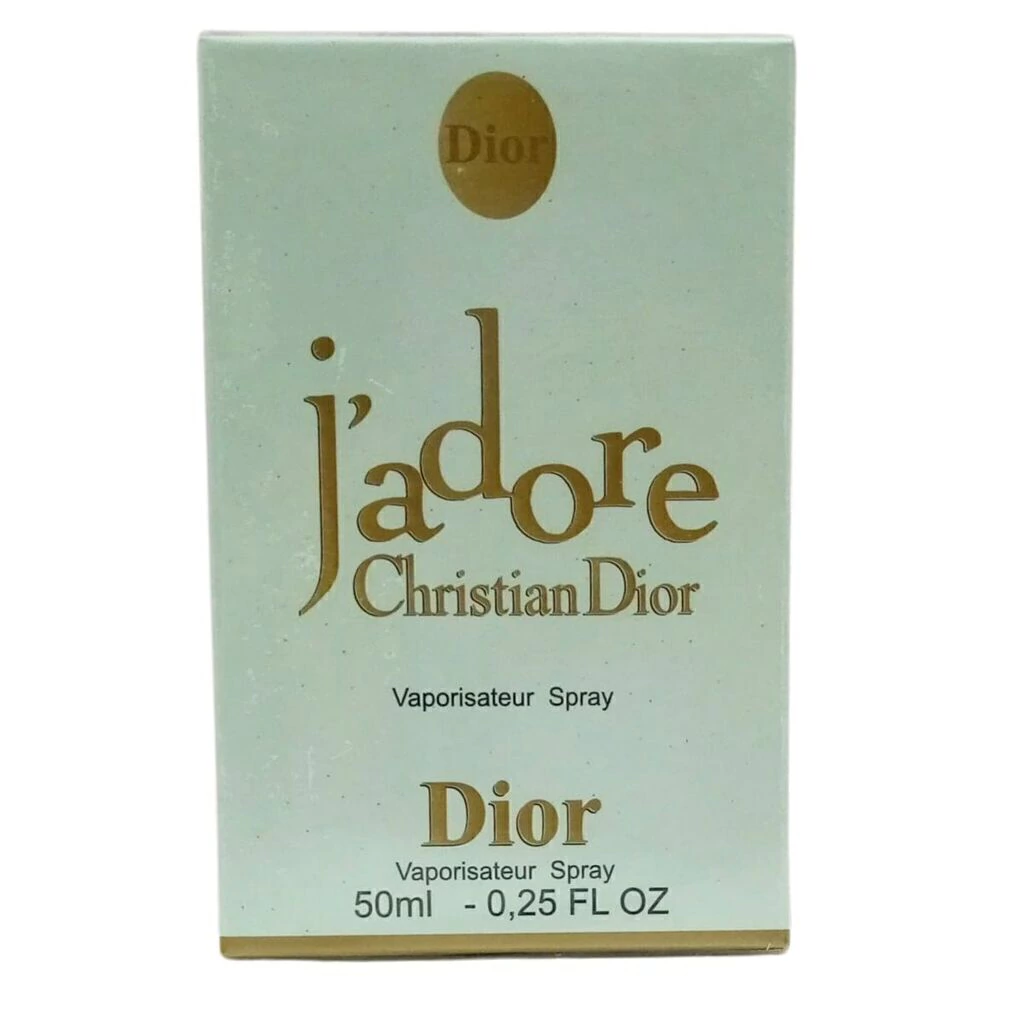 Dior
j'adore
Christian Dior
Vaporisateur Spray
Dior
Vaporisateur Spray
50ml - 0,25 FL OZ